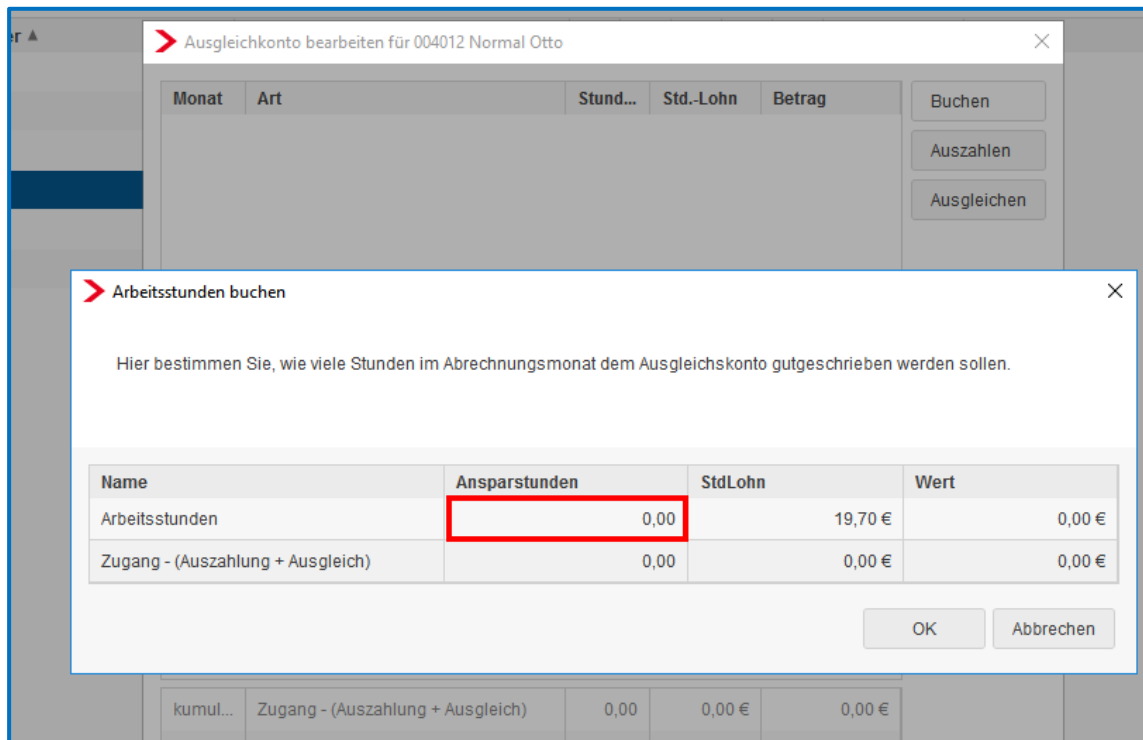 er ▲
Ausgleichkonto bearbeiten für 004012 Normal Otto
Monat Art Stund... Std.-Lohn Betrag
Buchen
Auszahlen
Ausgleichen
Arbeitsstunden buchen
Hier bestimmen Sie, wie viele Stunden im Abrechnungsmonat dem Ausgleichskonto gutgeschrieben werden sollen.
Name Ansparstunden StdLohn Wert
Arbeitsstunden 0,00 19,70 € 0,00 €
Zugang - (Auszahlung + Ausgleich) 0,00 0,00 € 0,00 €
OK Abbrechen
kumul... Zugang - (Auszahlung + Ausgleich) 0,00 0,00 € 0,00 €